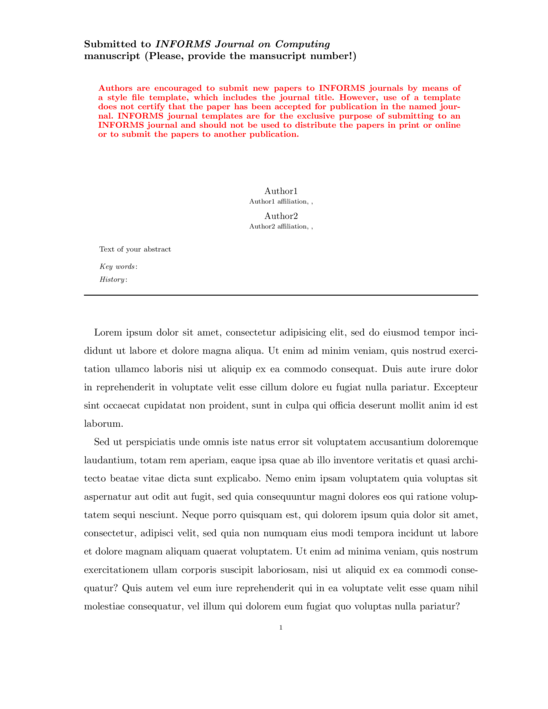 Submitted to INFORMS Journal on Computing
manuscript (Please, provide the mansucript number!)
Authors are encouraged to submit new papers to INFORMS journals by means of
a style file template, which includes the journal title. However, use of a template
does not certify that the paper has been accepted for publication in the named jour-
nal. INFORMS journal templates are for the exclusive purpose of submitting to an
INFORMS journal and should not be used to distribute the papers in print or online
or to submit the papers to another publication.
Author1
Author1 affiliation, ,
Author2
Author2 affiliation, ,
Text of your abstract
Key words:
History:
Lorem ipsum dolor sit amet, consectetur adipisicing elit, sed do eiusmod tempor inci-
didunt ut labore et dolore magna aliqua. Ut enim ad minim veniam, quis nostrud exerci-
tation ullamco laboris nisi ut aliquip ex ea commodo consequat. Duis aute irure dolor
in reprehenderit in voluptate velit esse cillum dolore eu fugiat nulla pariatur. Excepteur
sint occaecat cupidatat non proident, sunt in culpa qui officia deserunt mollit anim id est
laborum.
Sed ut perspiciatis unde omnis iste natus error sit voluptatem accusantium doloremque
laudantium, totam rem aperiam, eaque ipsa quae ab illo inventore veritatis et quasi archi-
tecto beatae vitae dicta sunt explicabo. Nemo enim ipsam voluptatem quia voluptas sit
aspernatur aut odit aut fugit, sed quia consequuntur magni dolores eos qui ratione volup-
tatem sequi nesciunt. Neque porro quisquam est, qui dolorem ipsum quia dolor sit amet,
consectetur, adipisci velit, sed quia non numquam eius modi tempora incidunt ut labore
et dolore magnam aliquam quaerat voluptatem. Ut enim ad minima veniam, quis nostrum
exercitationem ullam corporis suscipit laboriosam, nisi ut aliquid ex ea commodi conse-
quatur? Quis autem vel eum iure reprehenderit qui in ea voluptate velit esse quam nihil
molestiae consequatur, vel illum qui dolorem eum fugiat quo voluptas nulla pariatur?
1